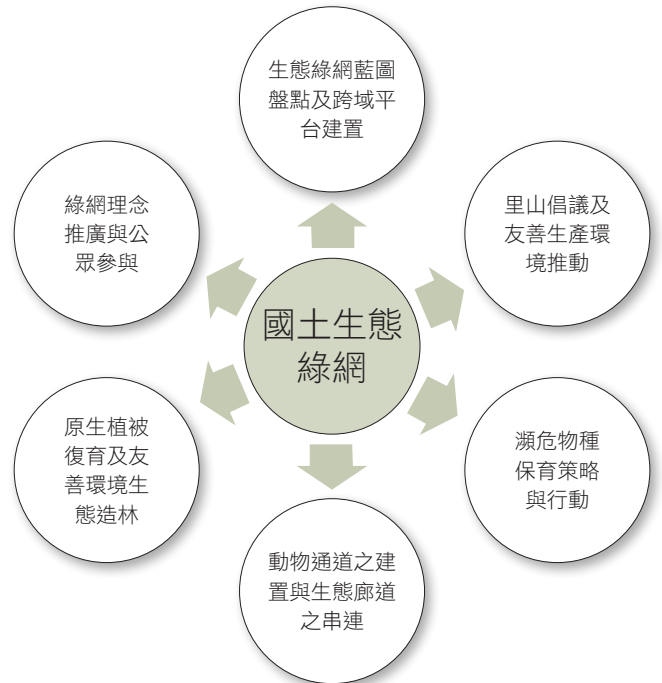 生態綠網藍圖
盤點及跨域平
台建置
綠網理念
推廣與公
眾參與
里山倡議及
友善生產環
境推動
國土生態
綠網
原生植被
復育及友
善環境生
態造林
瀕危物種
保育策略
與行動
動物通道之建
置與生態廊道
之串連